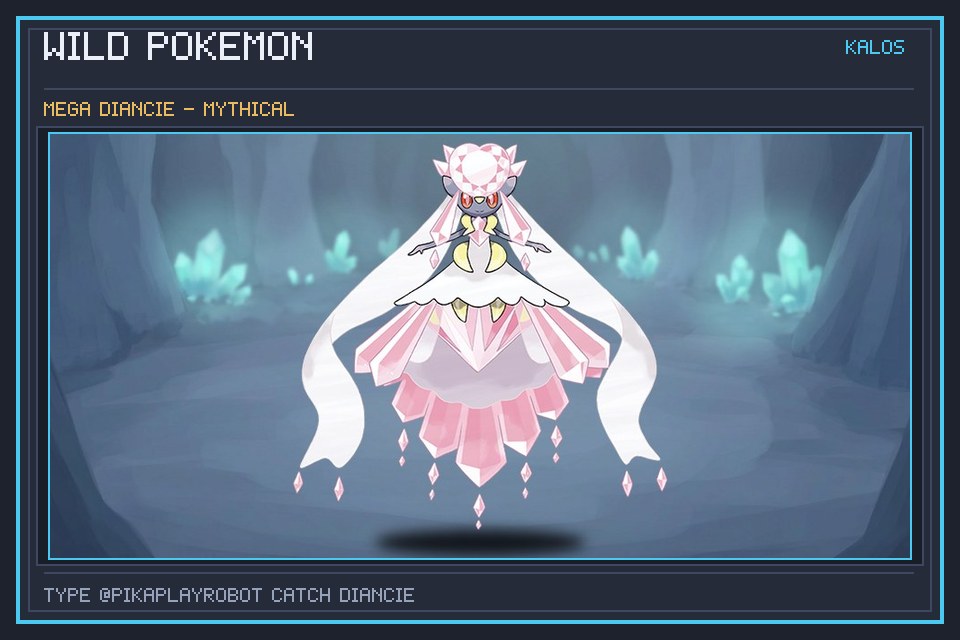 WILD POKEMON
KALOS
MEGA DIANCIE - MYTHICAL
TYPE @PIKAPLAYROBOT CATCH DIANCIE